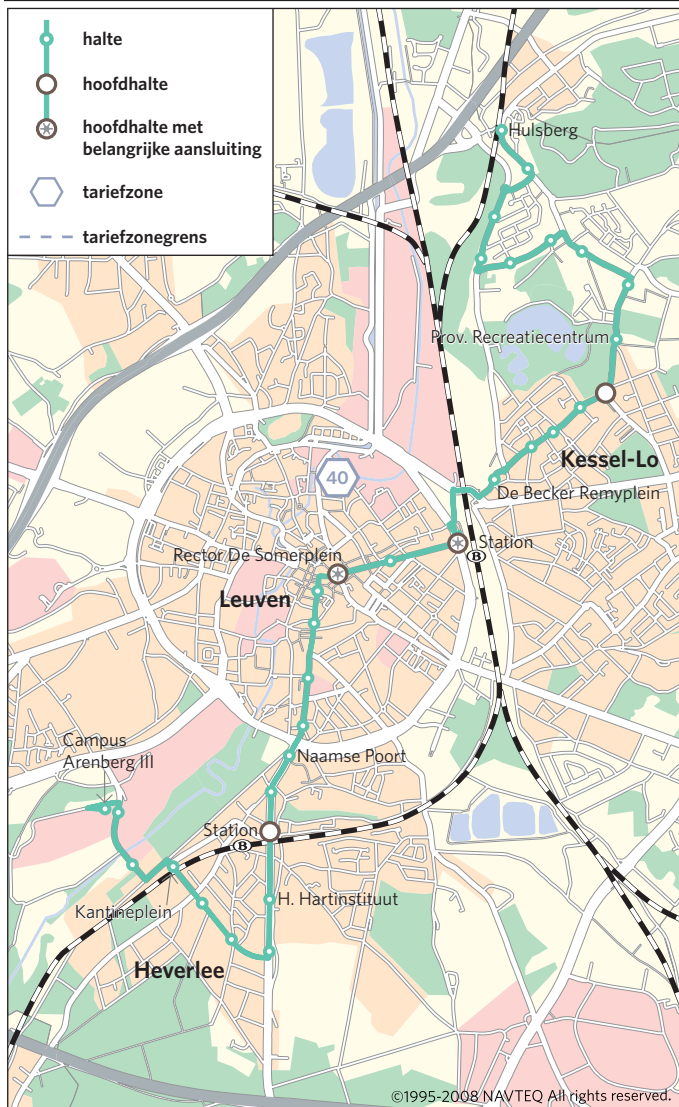 halte
hoofdhalte
hoofdhalte met
belangrijke aansluiting
tariefzone
tariefzonegrens
Hulsberg
Prov. Recreatiecentrum
Kessel-Lo
40
De Becker Remyplein
Station
B
Rector De Somerplein
Leuven
Campus
Arenberg III
Naamse Poort
Station
B
H. Hartinstituut
Kantineplein
Heverlee
©1995-2008 NAVTEQ All rights reserved.